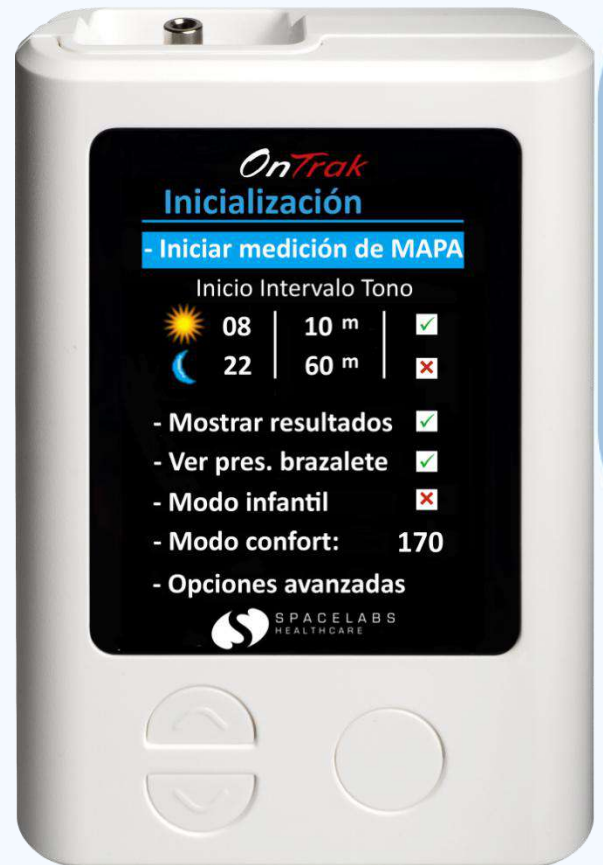 OnTrak
Inicialización
- Iniciar medición de MAPA
Inicio Intervalo Tono
08 10 m
22 60 m
- Mostrar resultados
- Ver pres. brazalete
- Modo infantil
- Modo confort: 170
- Opciones avanzadas
SPACELABS
HEALTHCARE